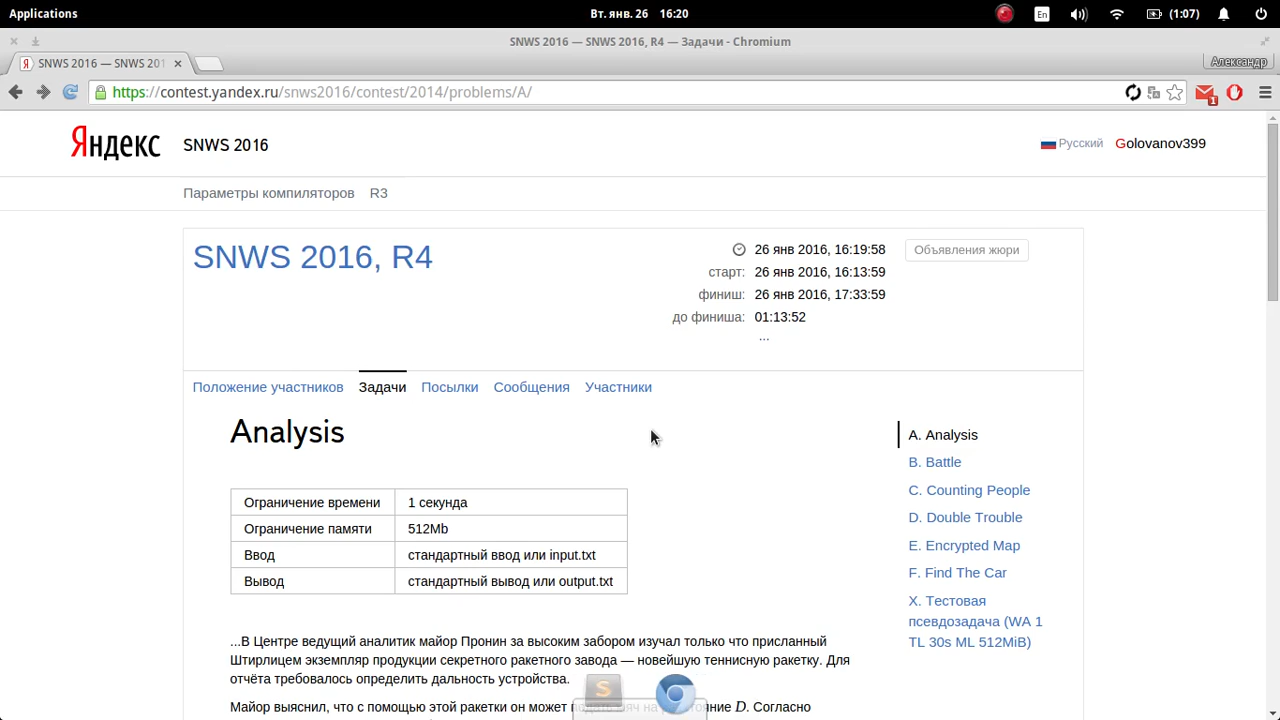 Applications
Вт. янв. 26 16:20
En
(1:07)
SNWS 2016 — SNWS 2016, R4 — Задачи - Chromium
SNWS 2016 — SNWS 201
Александр
https://contest.yandex.ru/snws2016/contest/2014/problems/A/
1
Яндекс
SNWS 2016
Русский
Golovanov399
Параметры компиляторов R3
SNWS 2016, R4
26 янв 2016, 16:19:58
Объявления жюри
старт: 26 янв 2016, 16:13:59
финиш: 26 янв 2016, 17:33:59
до финиша: 01:13:52
...
Положение участников Задачи Посылки Сообщения Участники
Analysis
Ограничение времени 1 секунда
Ограничение памяти 512Mb
Ввод стандартный ввод или input.txt
Вывод стандартный вывод или output.txt
...В Центре ведущий аналитик майор Пронин за высоким забором изучал только что присланный
Штирлицем экземпляр продукции секретного ракетного завода — новейшую теннисную ракетку. Для
отчёта требовалось определить дальность устройства.
Майор выяснил, что с помощью этой ракетки он может подать мяч на расстояние D. Согласно
A. Analysis
B. Battle
C. Counting People
D. Double Trouble
E. Encrypted Map
F. Find The Car
X. Тестовая
псевдозадача (WA 1
TL 30s ML 512MiB)